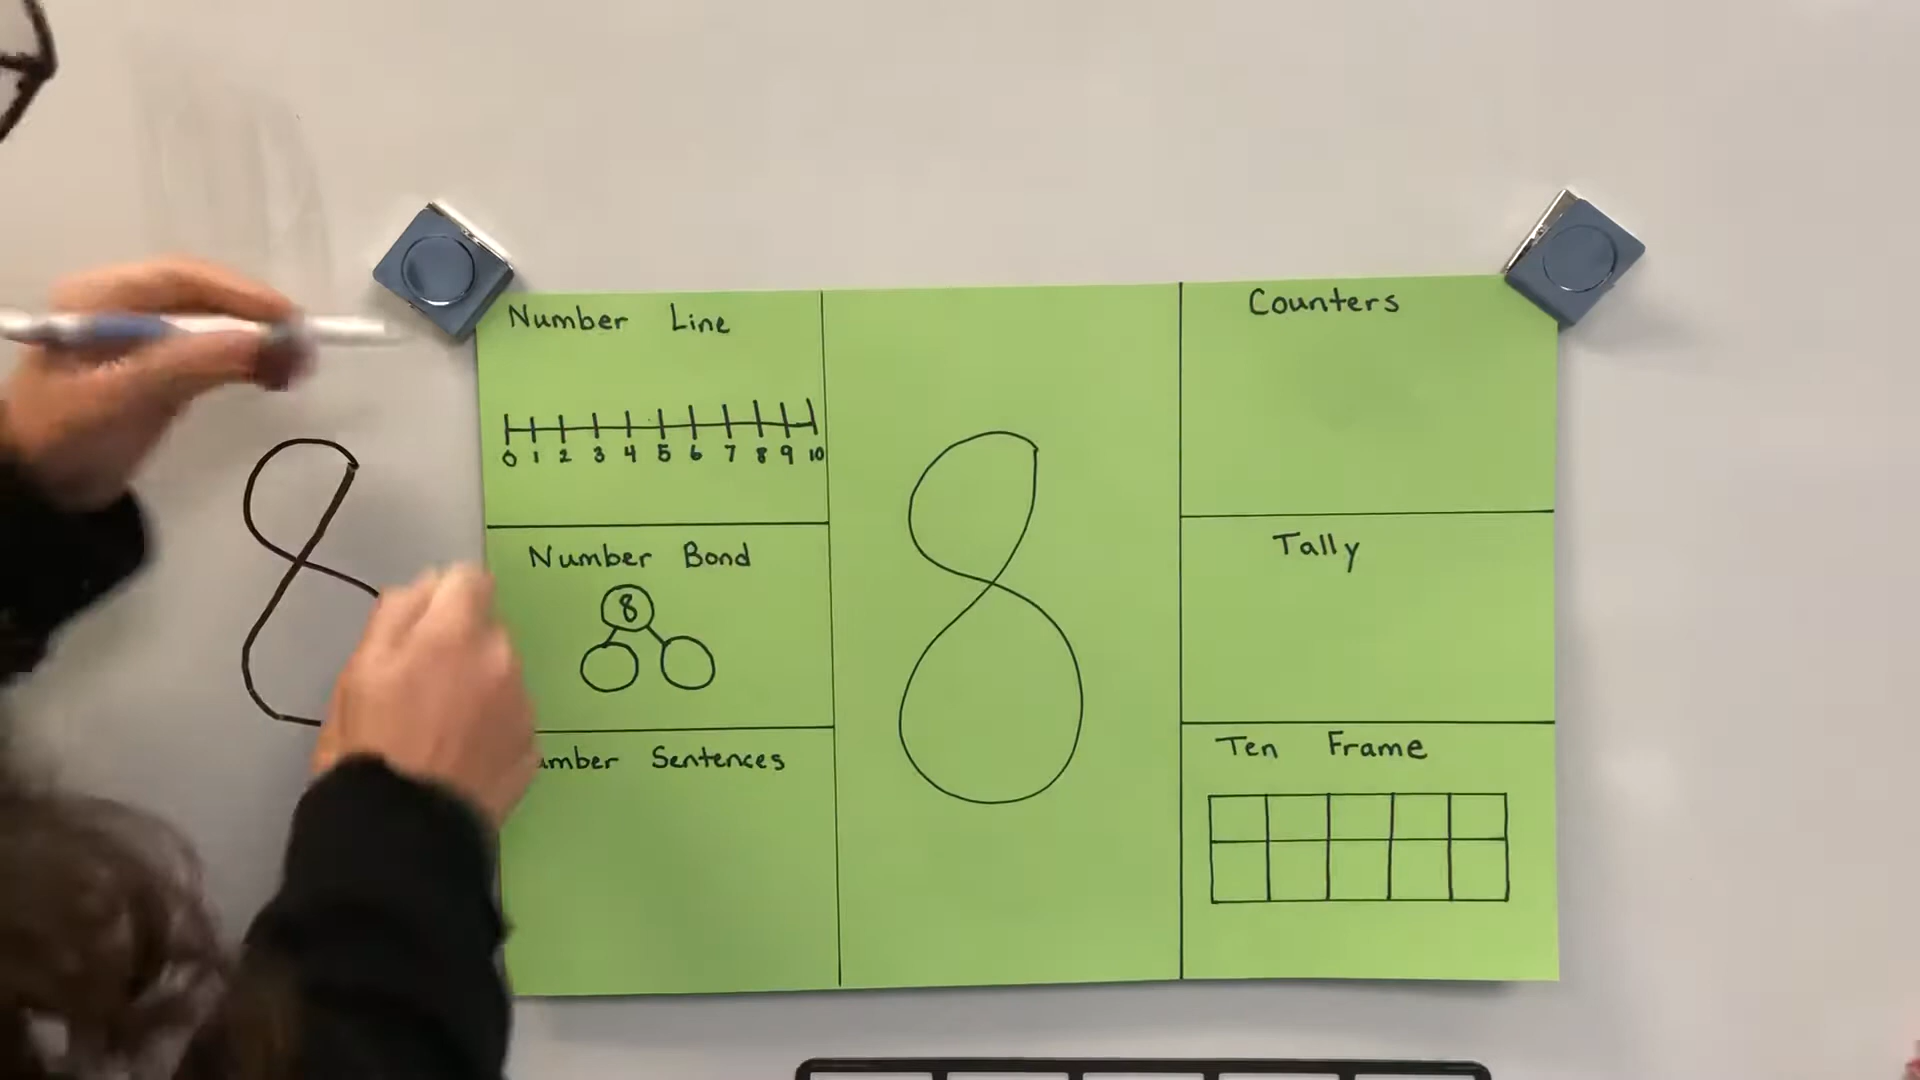 8
Number Line
0 1 2 3 4 5 6 7 8 9 10
Number Bond
8
umber Sentences
8
Counters
Tally
Ten Frame